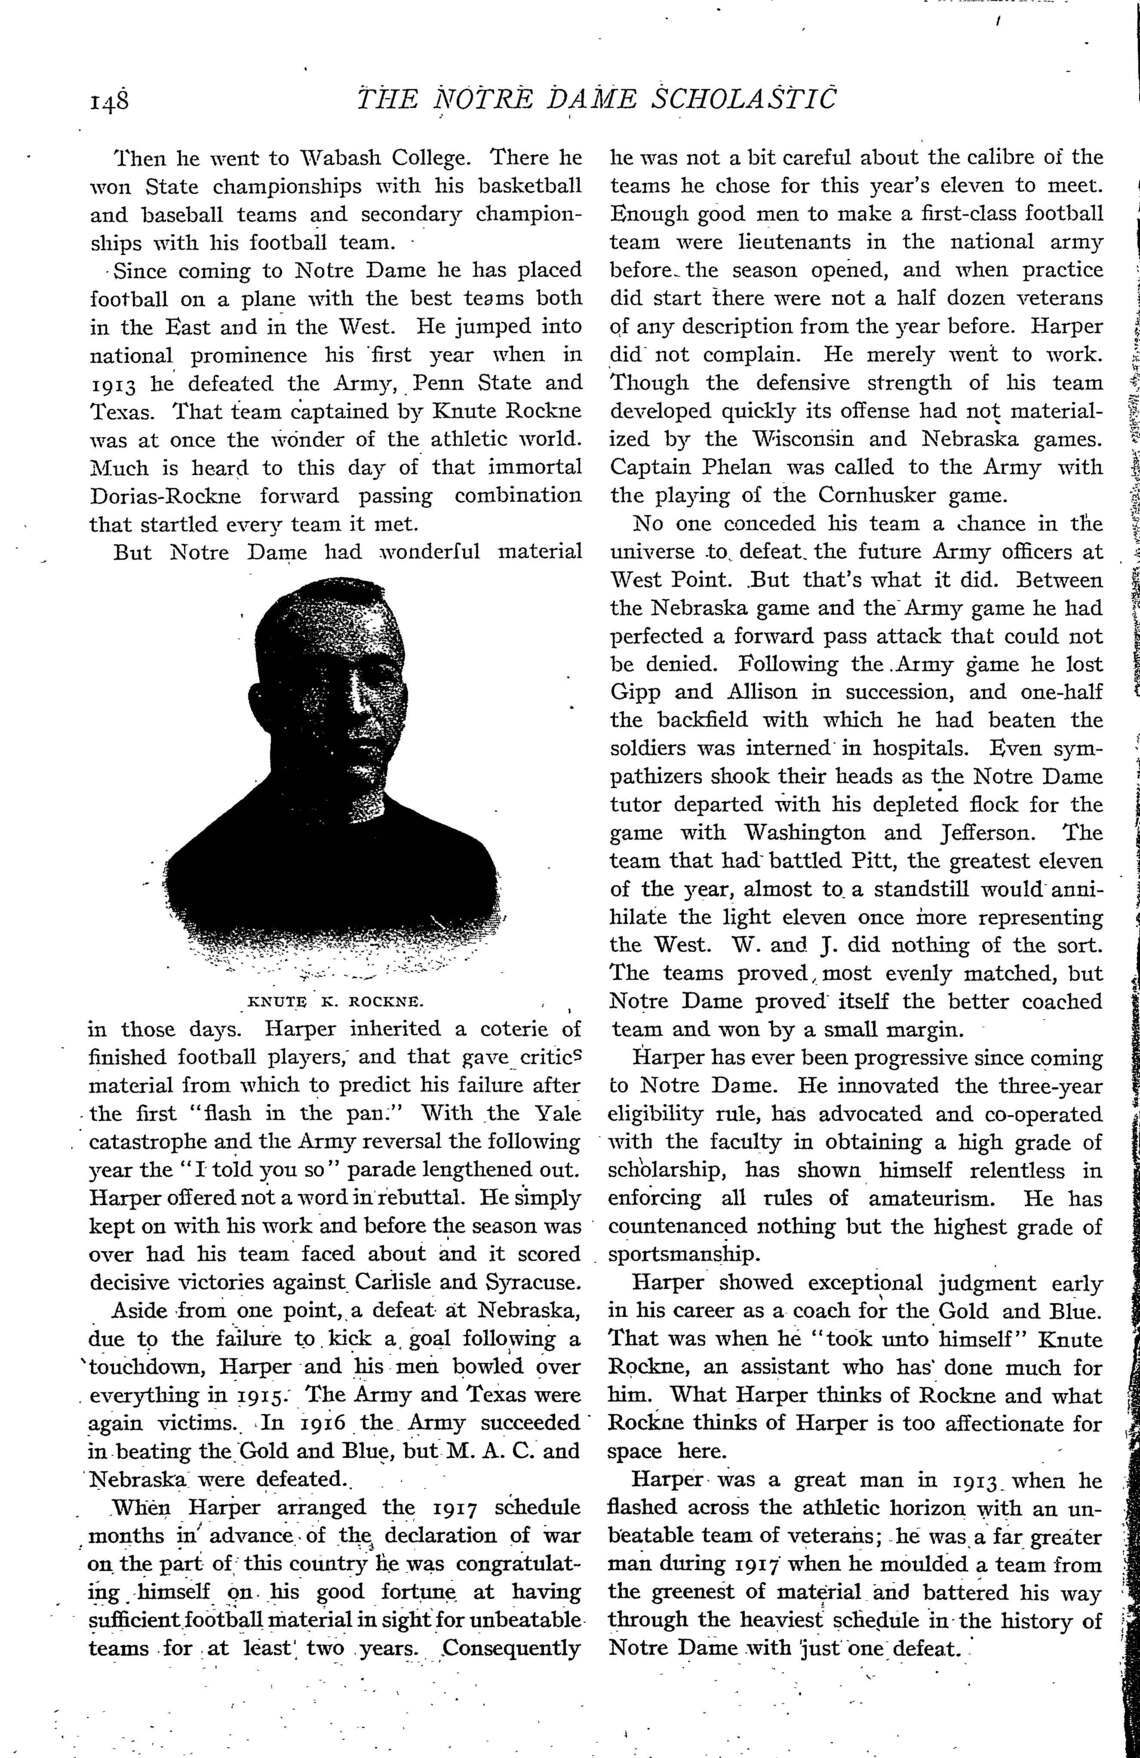 148
THE NOTRE DAME SCHOLASTIC
Then he went to Wabash College. There he
won State championships with his basketball
and baseball teams and secondary champion-
ships with his football team.
Since coming to Notre Dame he has placed
football on a plane with the best teams both
in the East and in the West. He jumped into
national prominence his first year when in
1913 he defeated the Army, Penn State and
Texas. That team captained by Knute Rockne
was at once the wonder of the athletic world.
Much is heard to this day of that immortal
Dorias-Rockne forward passing combination
that startled every team it met.
But Notre Dame had wonderful material
KNUTE K. ROCKNE.
in those days. Harper inherited a coterie of
finished football players, and that gave critics
material from which to predict his failure after
the first "flash in the pan." With the Yale
catastrophe and the Army reversal the following
year the "I told you so" parade lengthened out.
Harper offered not a word in rebuttal. He simply
kept on with his work and before the season was
over had his team faced about and it scored
decisive victories against Carlisle and Syracuse.
Aside from one point, a defeat at Nebraska,
due to the failure to kick a goal following a
touchdown, Harper and his men bowled over
everything in 1915. The Army and Texas were
again victims. In 1916 the Army succeeded
in beating the Gold and Blue, but M. A. C. and
Nebraska were defeated.
When Harper arranged the 1917 schedule
months in advance of the declaration of war
on the part of this country he was congratulat-
ing himself on his good fortune at having
sufficient football material in sight for unbeatable
teams for at least two years. Consequently
he was not a bit careful about the calibre of the
teams he chose for this year's eleven to meet.
Enough good men to make a first-class football
team were lieutenants in the national army
before the season opened, and when practice
did start there were not a half dozen veterans
of any description from the year before. Harper
did not complain. He merely went to work.
Though the defensive strength of his team
developed quickly its offense had not material-
ized by the Wisconsin and Nebraska games.
Captain Phelan was called to the Army with
the playing of the Cornhusker game.
No one conceded his team a chance in the
universe to defeat the future Army officers at
West Point. But that's what it did. Between
the Nebraska game and the Army game he had
perfected a forward pass attack that could not
be denied. Following the Army game he lost
Gipp and Allison in succession, and one-half
the backfield with which he had beaten the
soldiers was interned in hospitals. Even sym-
pathizers shook their heads as the Notre Dame
tutor departed with his depleted flock for the
game with Washington and Jefferson. The
team that had battled Pitt, the greatest eleven
of the year, almost to a standstill would anni-
hilate the light eleven once more representing
the West. W. and J. did nothing of the sort.
The teams proved most evenly matched, but
Notre Dame proved itself the better coached
team and won by a small margin.
Harper has ever been progressive since coming
to Notre Dame. He innovated the three-year
eligibility rule, has advocated and co-operated
with the faculty in obtaining a high grade of
scholarship, has shown himself relentless in
enforcing all rules of amateurism. He has
countenanced nothing but the highest grade of
sportsmanship.
Harper showed exceptional judgment early
in his career as a coach for the Gold and Blue.
That was when he "took unto himself" Knute
Rockne, an assistant who has done much for
him. What Harper thinks of Rockne and what
Rockne thinks of Harper is too affectionate for
space here.
Harper was a great man in 1913 when he
flashed across the athletic horizon with an un-
beatable team of veterans; he was a far greater
man during 1917 when he moulded a team from
the greenest of material and battered his way
through the heaviest schedule in the history of
Notre Dame with just one defeat.